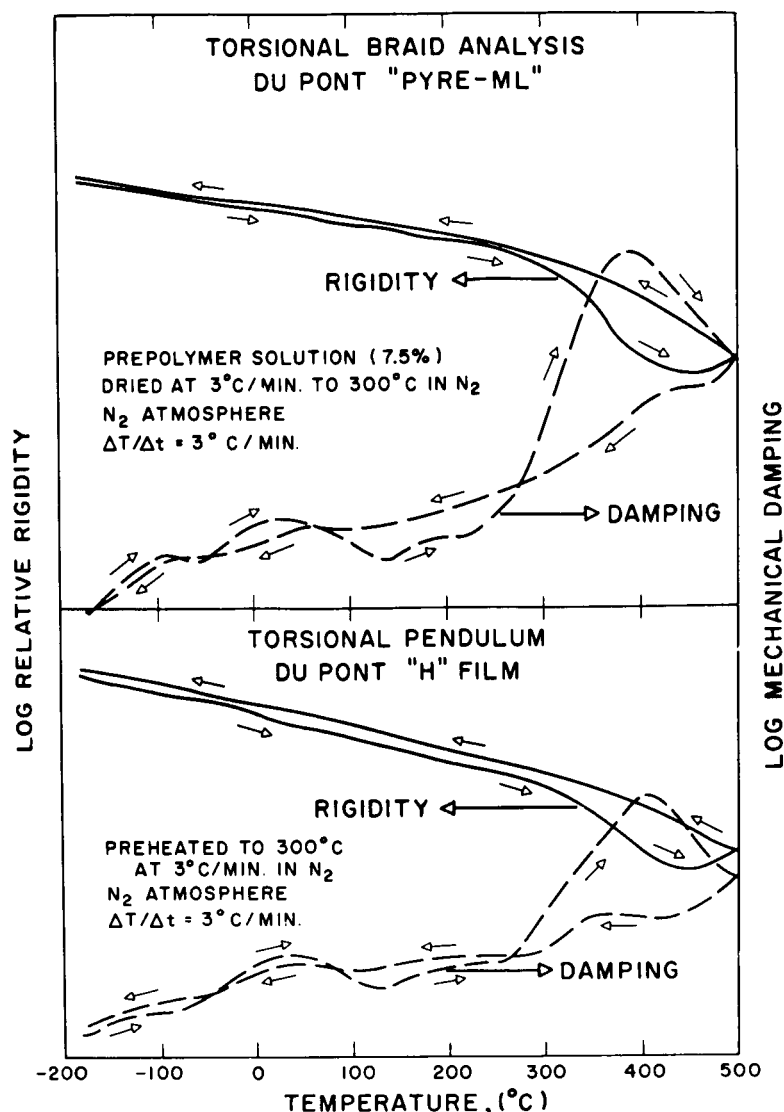 TORSIONAL BRAID ANALYSIS
DU PONT "PYRE-ML"
RIGIDITY
PREPOLYMER SOLUTION (7.5%)
DRIED AT 3°C/MIN. TO 300°C IN N₂
N₂ ATMOSPHERE
ΔT/Δt = 3° C/MIN.
DAMPING
LOG RELATIVE RIGIDITY
LOG MECHANICAL DAMPING
TORSIONAL PENDULUM
DU PONT "H" FILM
RIGIDITY
PREHEATED TO 300°C
AT 3°C/MIN. IN N₂
N₂ ATMOSPHERE
ΔT/Δt = 3°C/MIN.
DAMPING
-200 -100 0 100 200 300 400 500
TEMPERATURE, (°C)